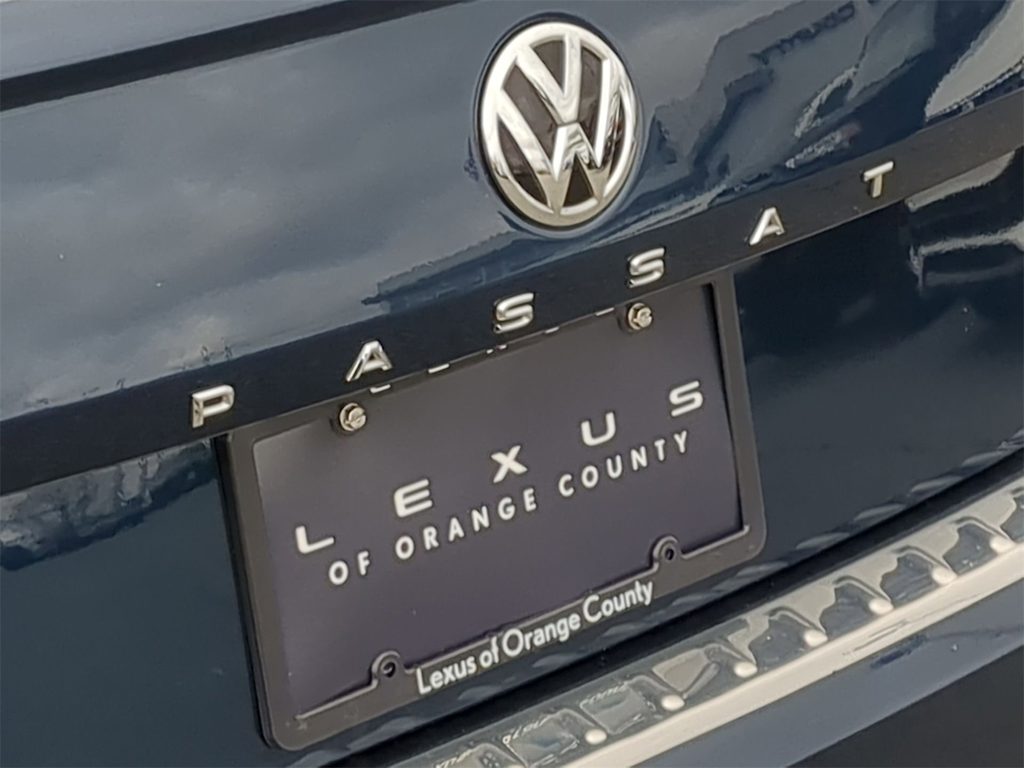 PASSAT
LEXUS
OF ORANGE COUNTY
Lexus of Orange County